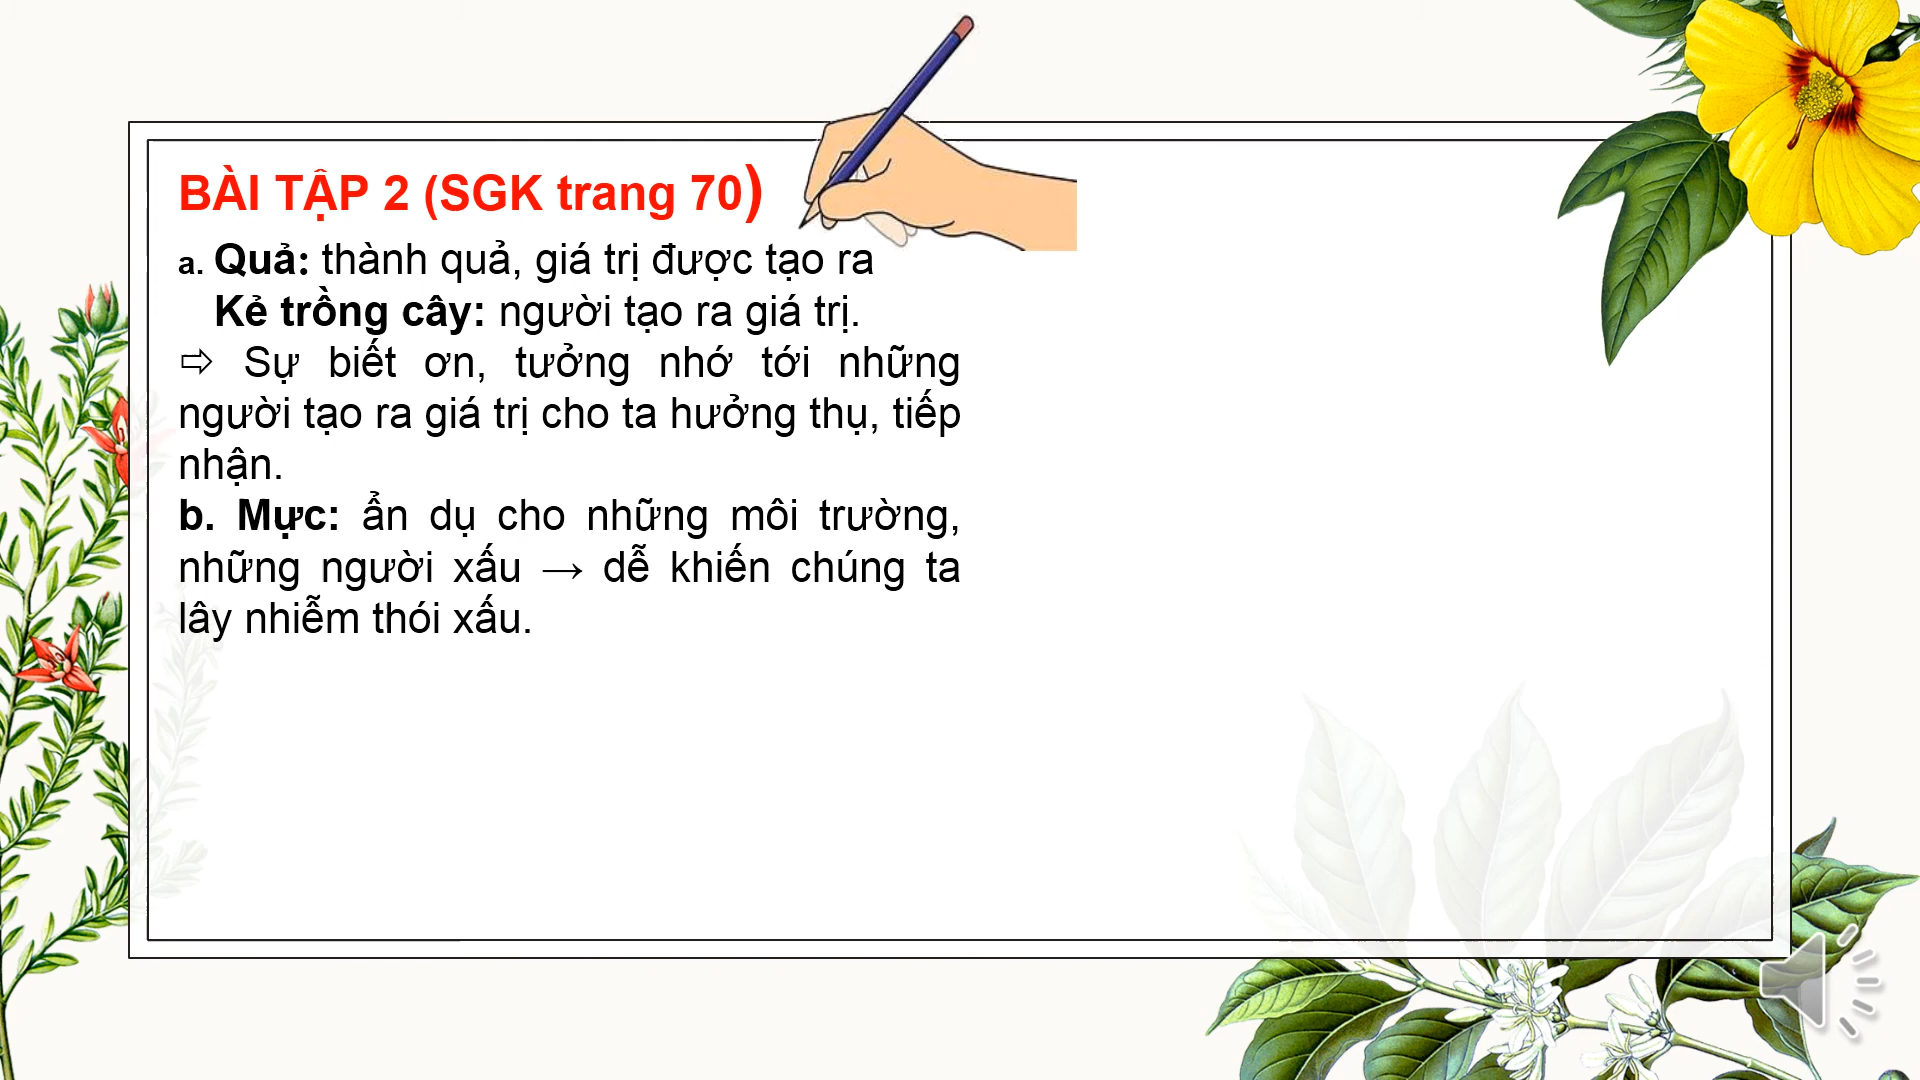 BÀI TẬP 2 (SGK trang 70)
a. Quả: thành quả, giá trị được tạo ra
Kẻ trồng cây: người tạo ra giá trị.
⇨ Sự biết ơn, tưởng nhớ tới những
người tạo ra giá trị cho ta hưởng thụ, tiếp
nhận.
b. Mực: ẩn dụ cho những môi trường,
những người xấu → dễ khiến chúng ta
lây nhiễm thói xấu.